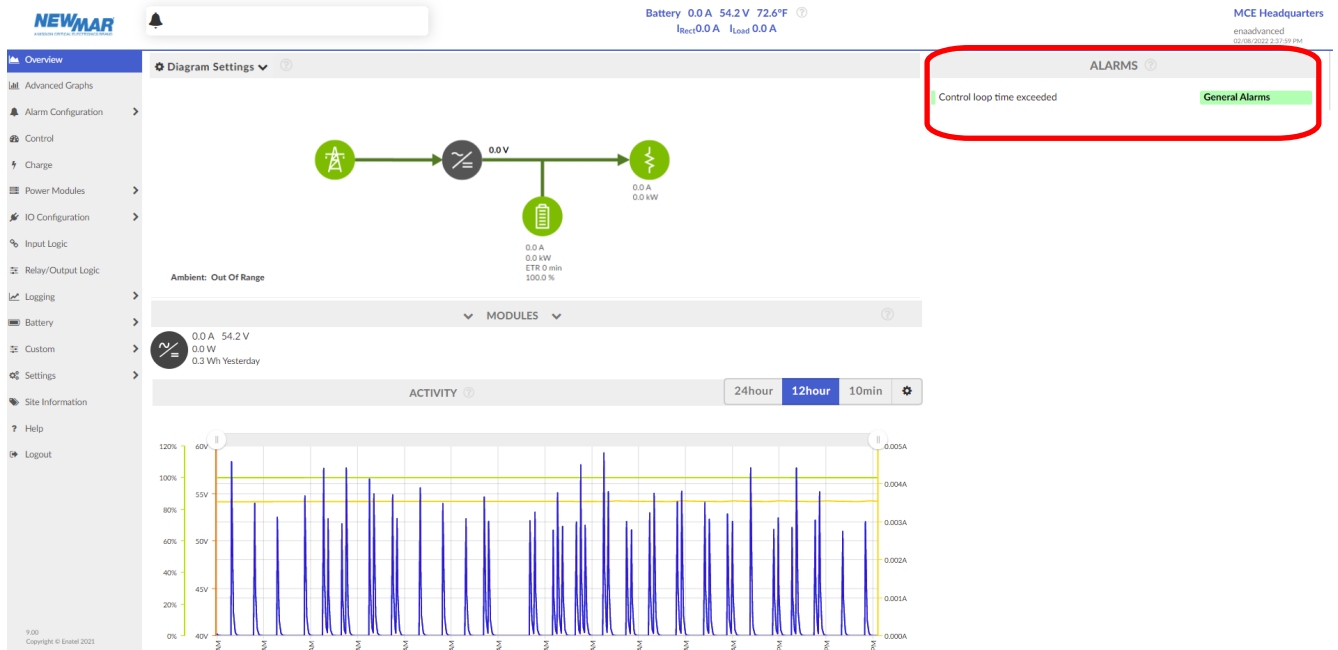 NEWMAR
Battery 0.0 A 54.2 V 72.6°F ?
IRect0.0 A ILoad 0.0 A
MCE Headquarters
enaadvanced
02/08/2022 2:37:59 PM
Overview
Advanced Graphs
Alarm Configuration
Control
Charge
Power Modules
IO Configuration
Input Logic
Relay/Output Logic
Logging
Battery
Custom
Settings
Site Information
? Help
Logout
9.00
Copyright © Enatel 2021
Diagram Settings ?
0.0 V
0.0 A
0.0 kW
0.0 A
0.0 kW
ETR 0 min
100.0 %
Ambient: Out Of Range
MODULES ?
0.0 A 54.2 V
0.0 W
0.3 Wh Yesterday
ACTIVITY ?
24hour 12hour 10min
120% 60V 0.005A
100% 0.004A
55V
80% 0.003A
60% 50V
0.002A
40% 45V
20% 0.001A
0% 40V 0.000A
ALARMS ?
Control loop time exceeded General Alarms